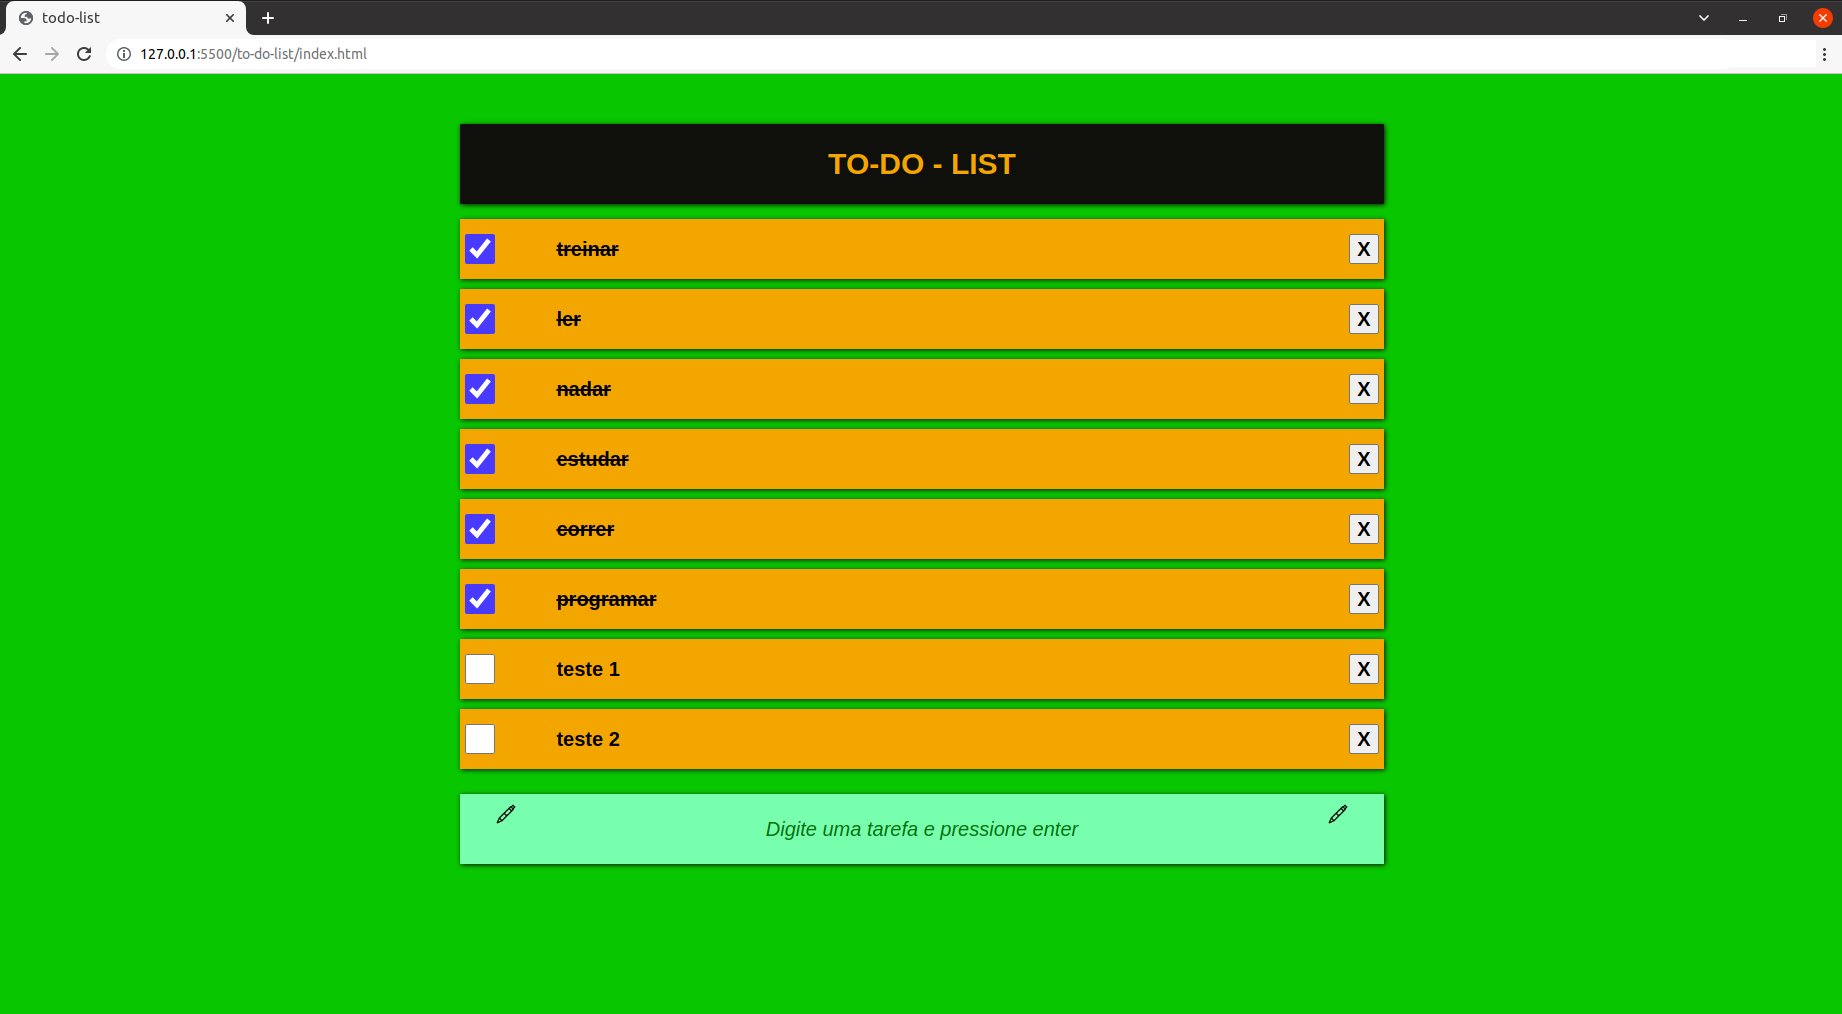 todo-list
127.0.0.1:5500/to-do-list/index.html
TO-DO - LIST
treinar X
ler X
nadar X
estudar X
correr X
programar X
teste 1 X
teste 2 X
Digite uma tarefa e pressione enter